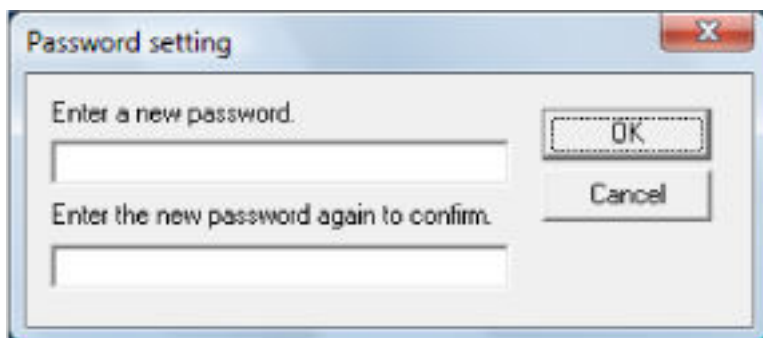 Password setting
Enter a new password.
OK
Cancel
Enter the new password again to confirm.